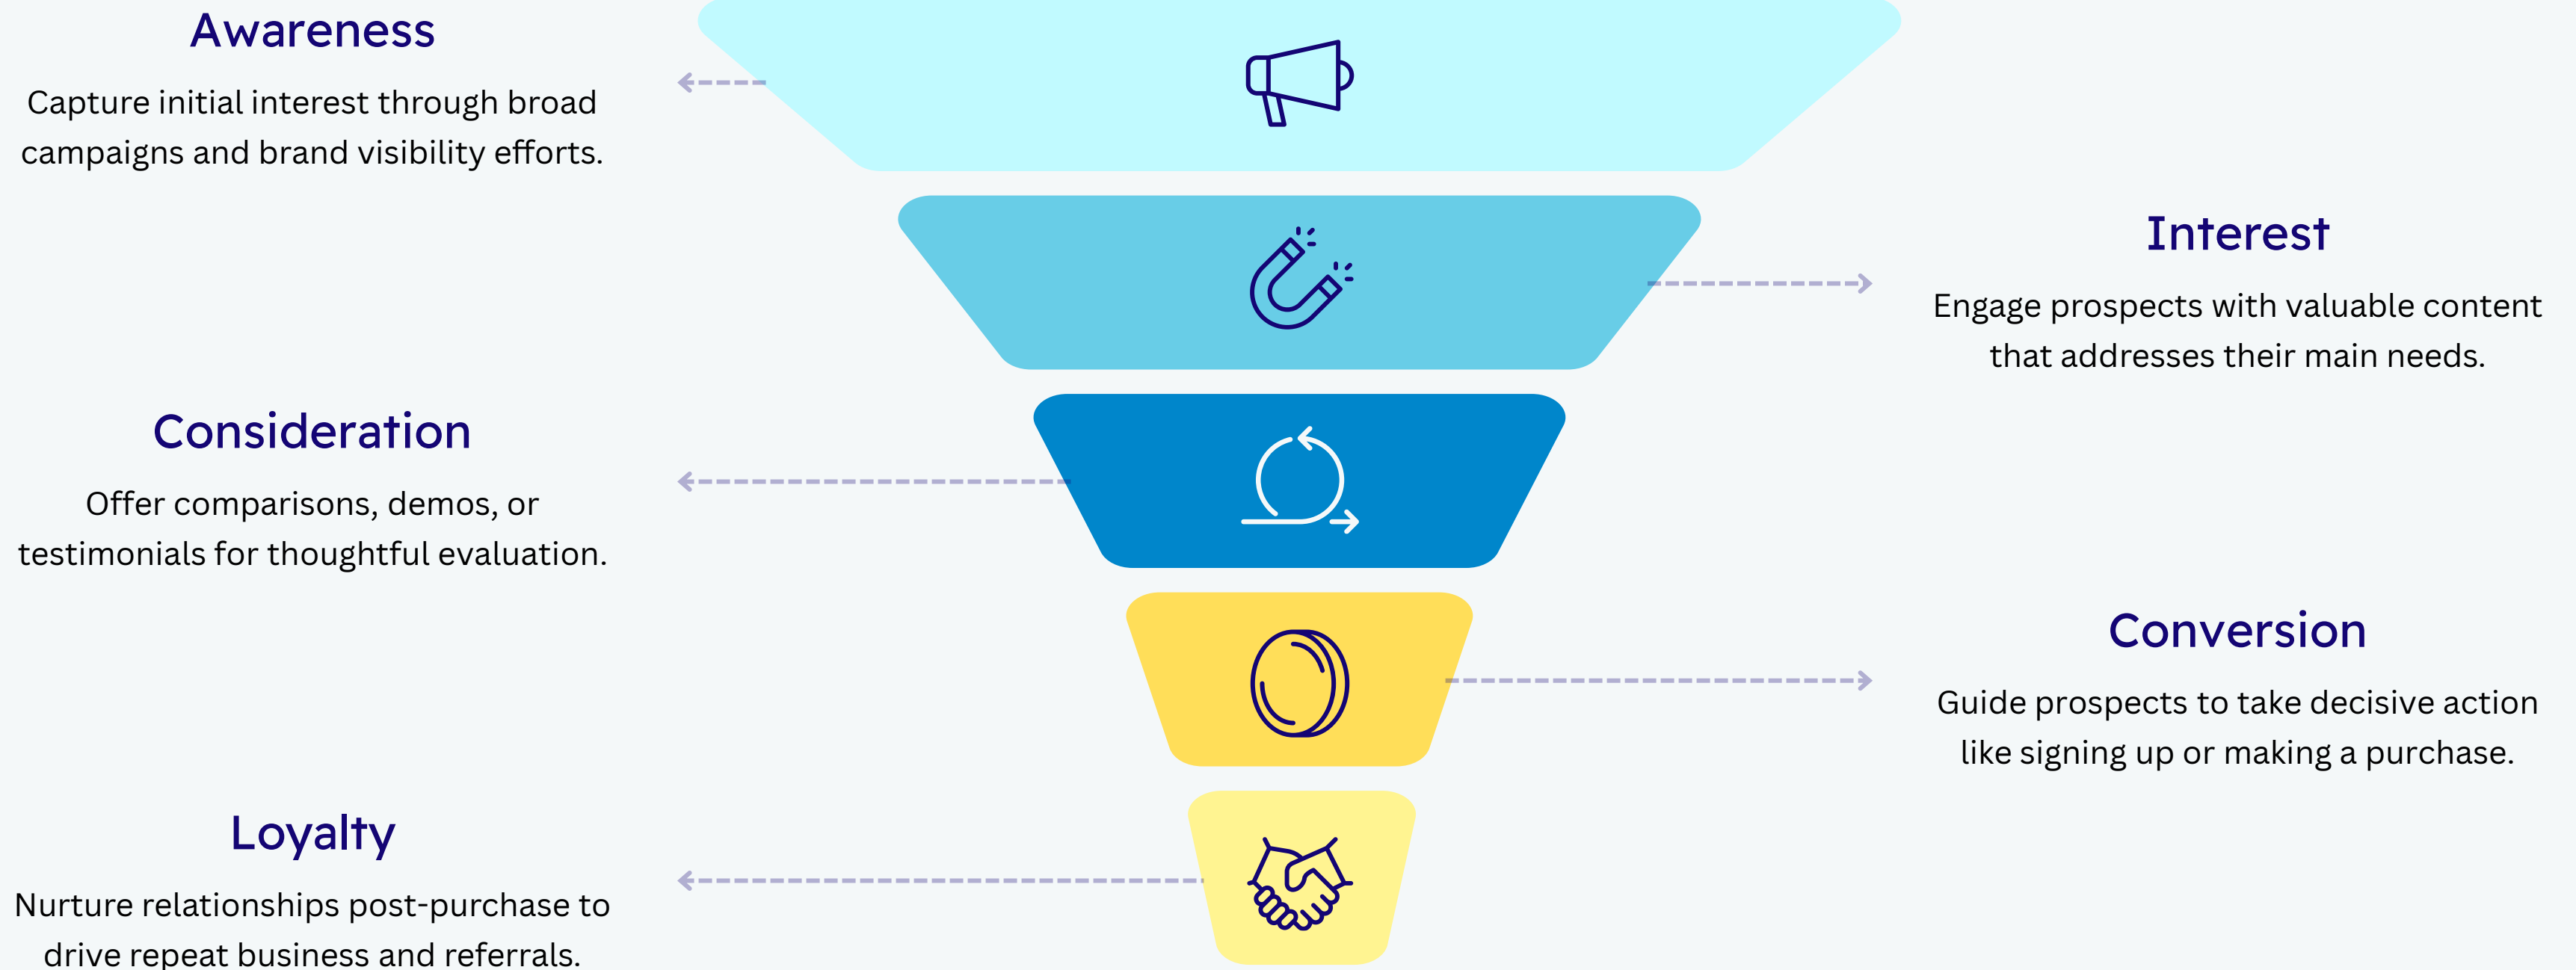 Awareness
Capture initial interest through broad
campaigns and brand visibility efforts.
Interest
Engage prospects with valuable content
that addresses their main needs.
Consideration
Offer comparisons, demos, or
testimonials for thoughtful evaluation.
Conversion
Guide prospects to take decisive action
like signing up or making a purchase.
Loyalty
Nurture relationships post-purchase to
drive repeat business and referrals.